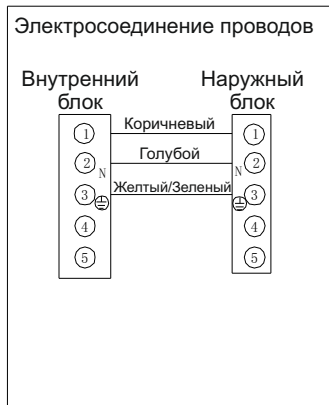 Электросоединение проводов
Внутренний Наружный
блок блок
1 Коричневый 1
2 N Голубой N 2
3 Желтый/Зеленый 3
4 4
5 5